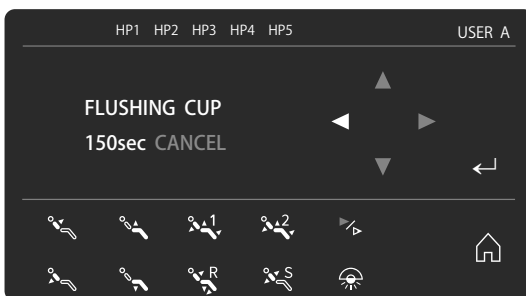 HP1 HP2 HP3 HP4 HP5 USER A
FLUSHING CUP
150sec CANCEL
1 2
R S